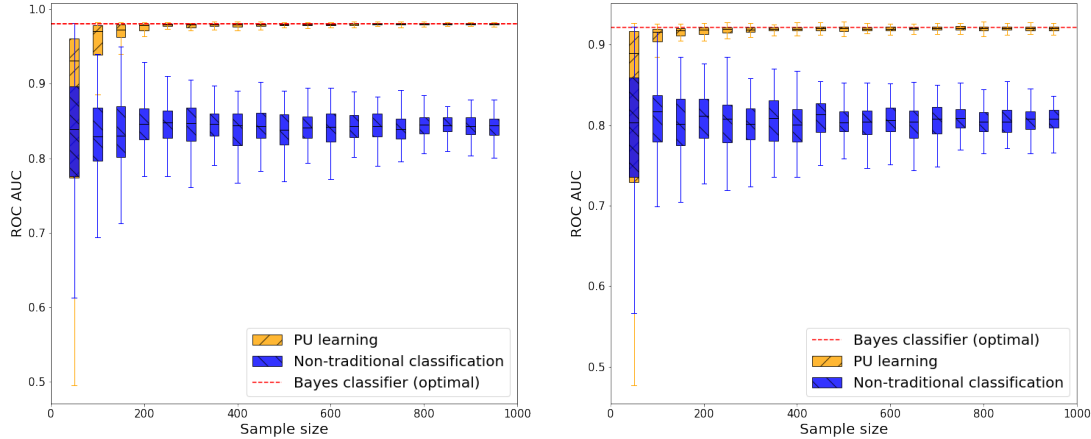 1.0
0.9
0.8
0.7
0.6
0.5
ROC AUC
0
200
400
600
800
1000
Sample size
PU learning
Non-traditional classification
Bayes classifier (optimal)
0.9
0.8
0.7
0.6
0.5
ROC AUC
0
200
400
600
800
1000
Sample size
Bayes classifier (optimal)
PU learning
Non-traditional classification